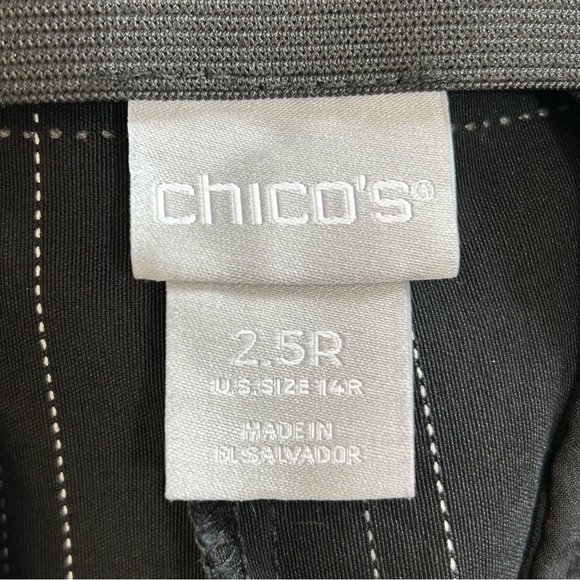 chico's®
2.5R
U.S. SIZE 14R
MADE IN
EL SALVADOR